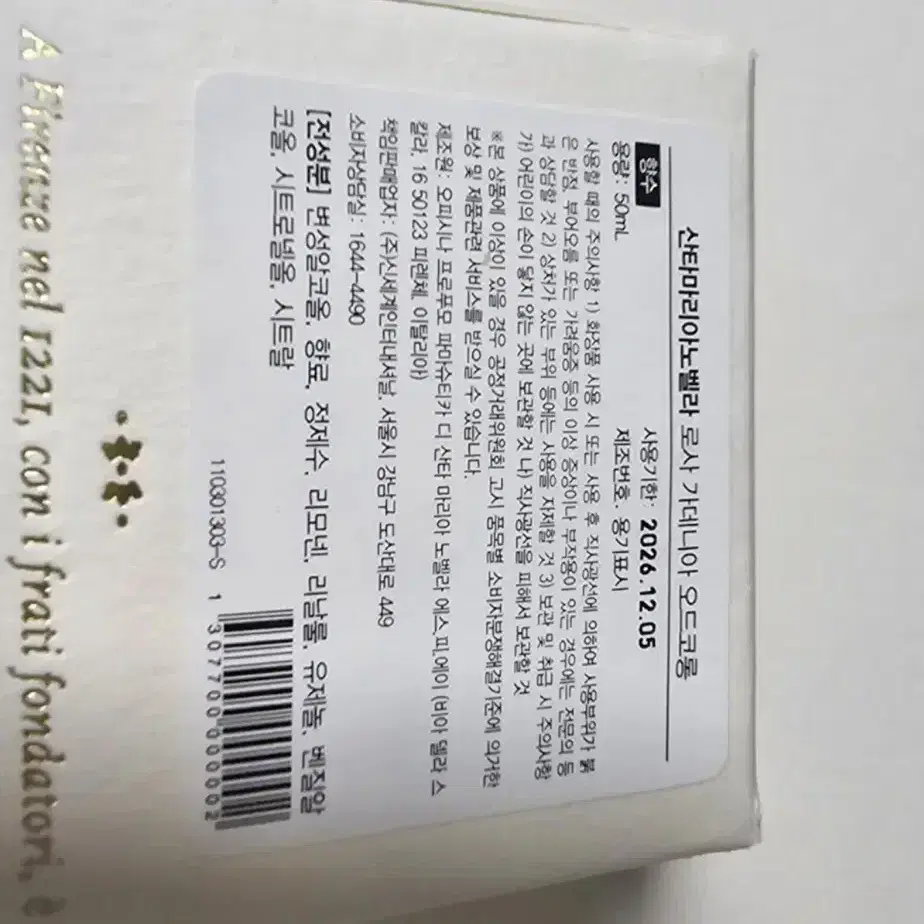 산타마리아노벨라 로사 가데니아 오드코롱
향수
사용기한: 2026.12.05
용량: 50mL
제조번호. 용기표시
사용할 때의 주의사항 1) 화장품 사용 시 또는 사용 후 직사광선에 의하여 사용부위가 붉
은 반점, 부어오름 또는 가려움증 등의 이상 증상이나 부작용이 있는 경우에는 전문의 등
과 상담할 것 2) 상처가 있는 부위 등에는 사용을 자제할 것 3) 보관 및 취급 시 주의사항
가) 어린이의 손이 닿지 않는 곳에 보관할 것 나) 직사광선을 피해서 보관할 것
※본 상품에 이상이 있을 경우 공정거래위원회 고시 품목별 소비자분쟁해결기준에 의거한
보상 및 제품관련 서비스를 받으실 수 있습니다.
제조원: 오피시나 프로푸모 파마슈티카 디 산타 마리아 노벨라 에스.피.에이 (비아 델라 스
칼라, 16 50123 피렌체, 이탈리아)
책임판매업자: (주)신세계인터내셔날 서울시 강남구 도산대로 449
소비자상담실: 1644-4490
[전성분] 변성알코올, 향료, 정제수, 리모넨, 리날룰, 유제놀, 벤질알
코올, 시트로넬올, 시트랄
110301303-S
1 307700 000002
A Firenze nel 1221, con i frati fondatori, è